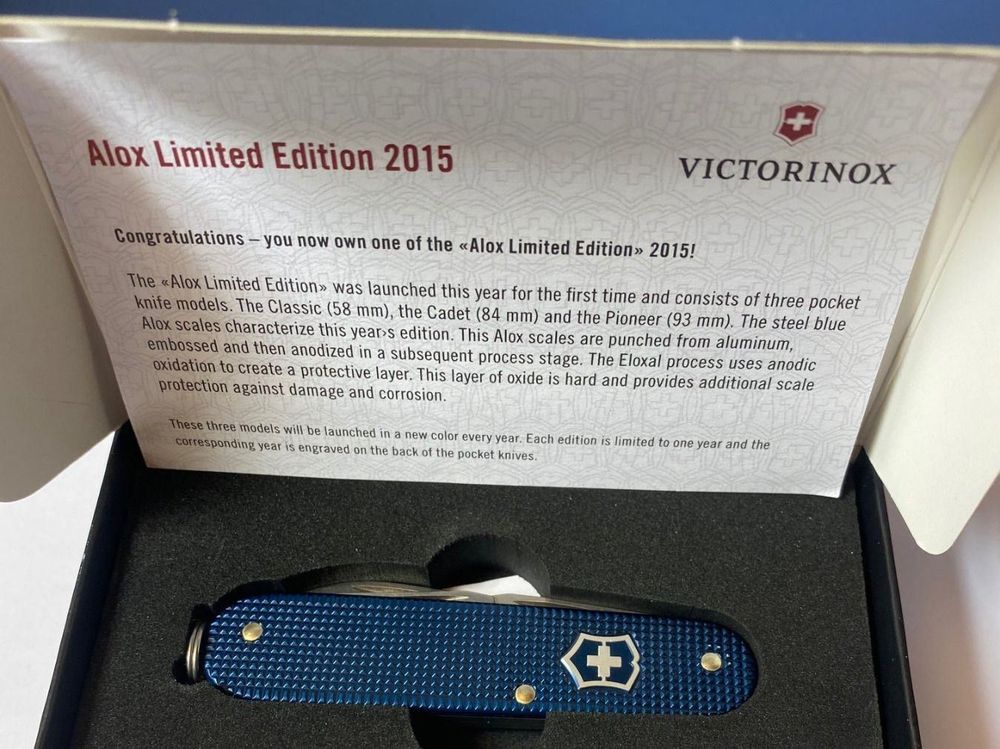 Alox Limited Edition 2015
VICTORINOX
Congratulations – you now own one of the «Alox Limited Edition» 2015!
The «Alox Limited Edition» was launched this year for the first time and consists of three pocket
knife models. The Classic (58 mm), the Cadet (84 mm) and the Pioneer (93 mm). The steel blue
Alox scales characterize this year›s edition. This Alox scales are punched from aluminum,
embossed and then anodized in a subsequent process stage. The Eloxal process uses anodic
oxidation to create a protective layer. This layer of oxide is hard and provides additional scale
protection against damage and corrosion.
These three models will be launched in a new color every year. Each edition is limited to one year and the
corresponding year is engraved on the back of the pocket knives.